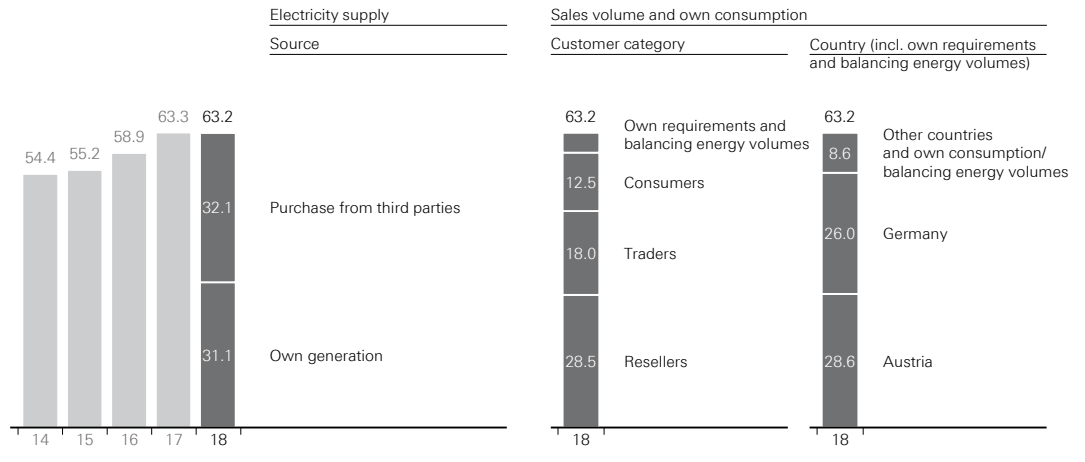 Electricity supply
Source
54.4
55.2
58.9
63.3
63.2
32.1
Purchase from third parties
31.1
Own generation
14
15
16
17
18
Sales volume and own consumption
Customer category
63.2
Own requirements and
balancing energy volumes
12.5
Consumers
18.0
Traders
28.5
Resellers
18
Country (incl. own requirements
and balancing energy volumes)
63.2
8.6
Other countries
and own consumption/
balancing energy volumes
26.0
Germany
28.6
Austria
18